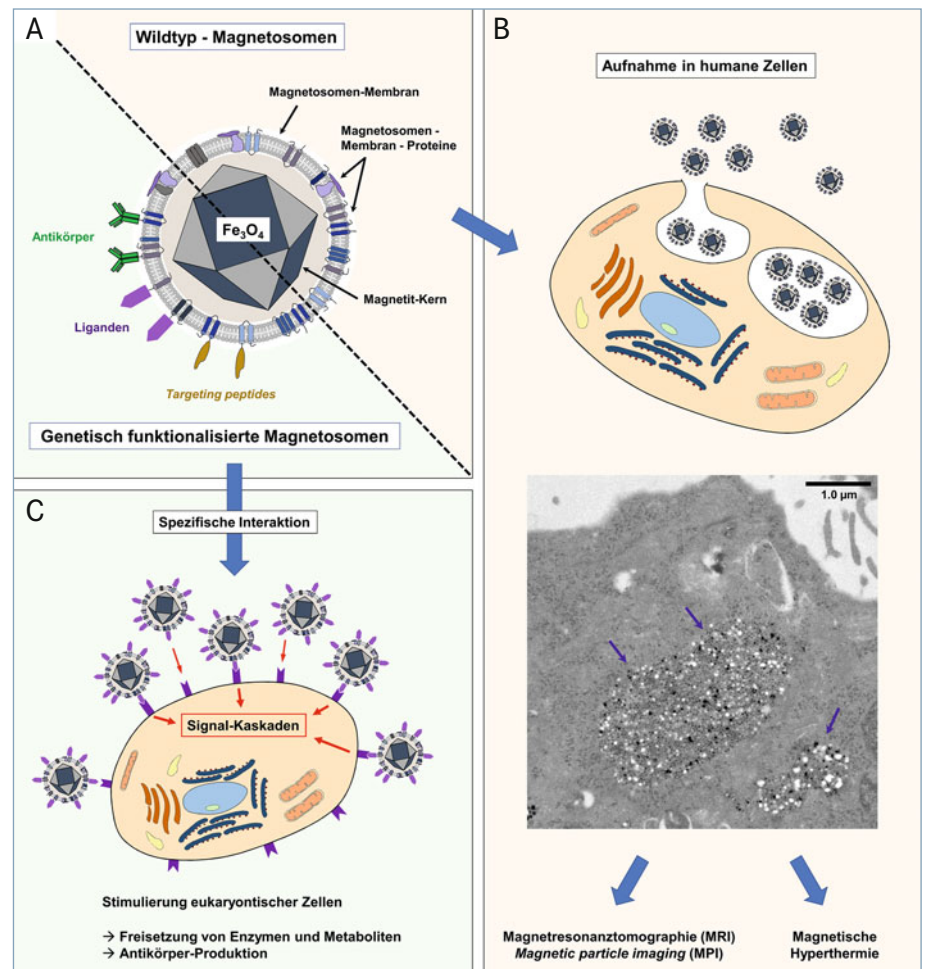 A
Wildtyp - Magnetosomen
Magnetosomen-Membran
Magnetosomen -
Membran - Proteine
Fe₃O₄
Antikörper
Magnetit-Kern
Liganden
Targeting peptides
Genetisch funktionalisierte Magnetosomen
B
Aufnahme in humane Zellen
1.0 µm
Magnetresonanztomographie (MRI)
Magnetic particle imaging (MPI)
Magnetische
Hyperthermie
C
Spezifische Interaktion
Signal-Kaskaden
Stimulierung eukaryontischer Zellen
→ Freisetzung von Enzymen und Metaboliten
→ Antikörper-Produktion